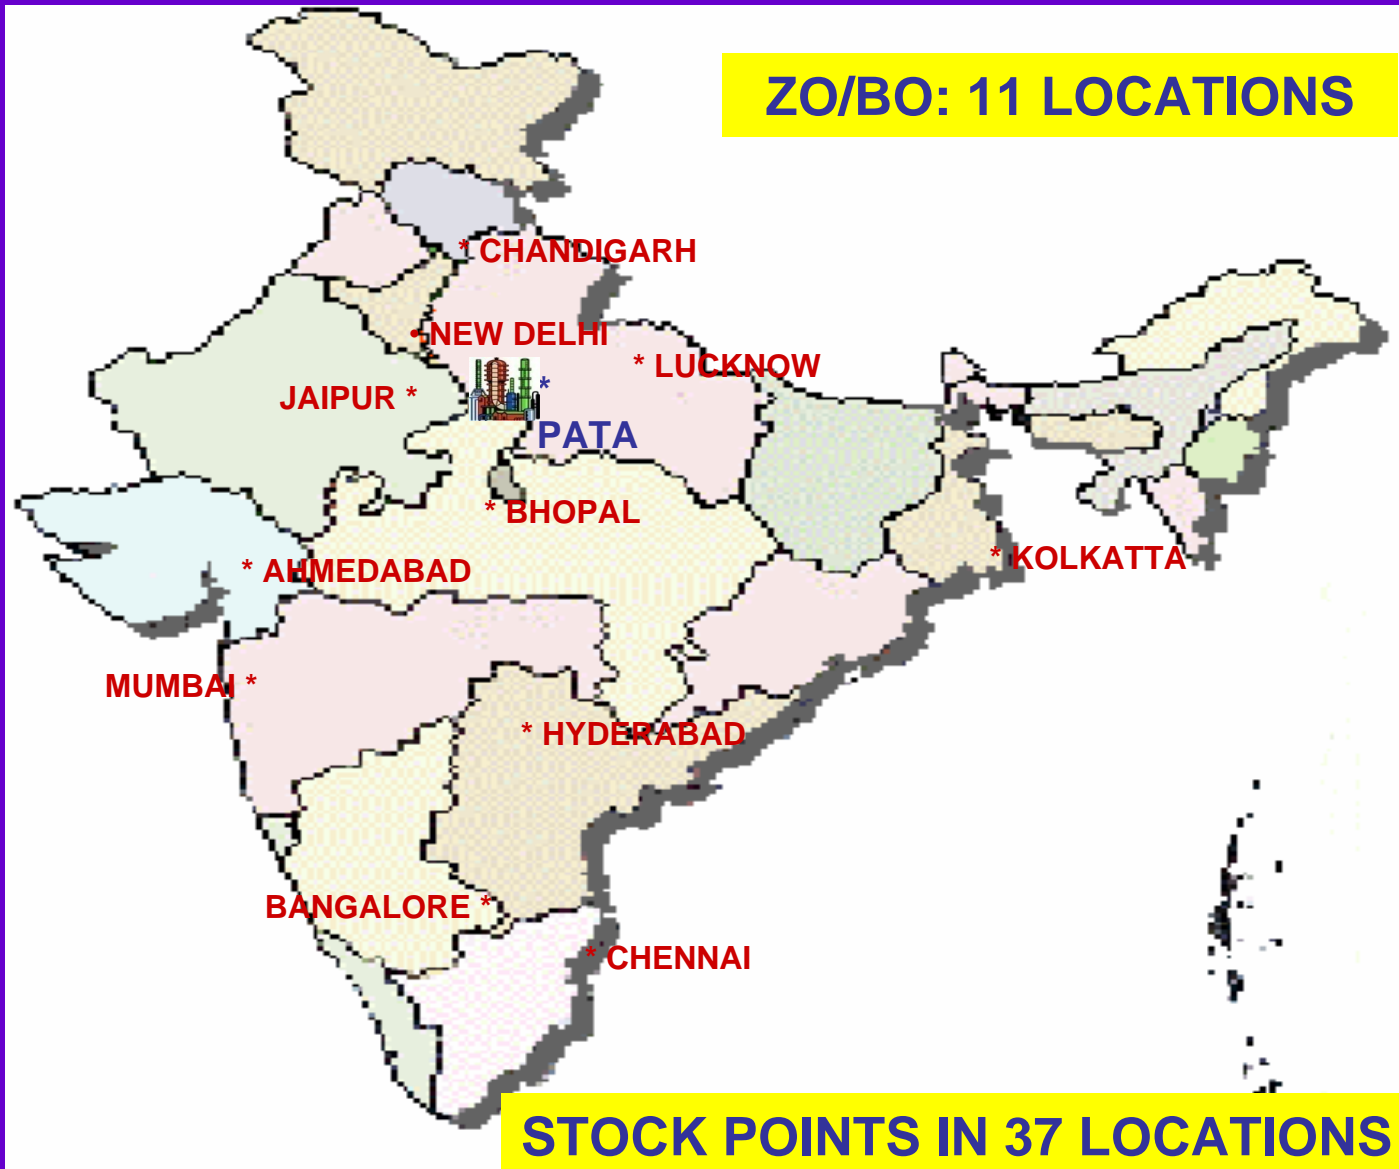 ZO/BO: 11 LOCATIONS
* CHANDIGARH
• NEW DELHI
* LUCKNOW
JAIPUR *
*
PATA
* BHOPAL
* KOLKATTA
* AHMEDABAD
MUMBAI *
* HYDERABAD
BANGALORE *
* CHENNAI
STOCK POINTS IN 37 LOCATIONS